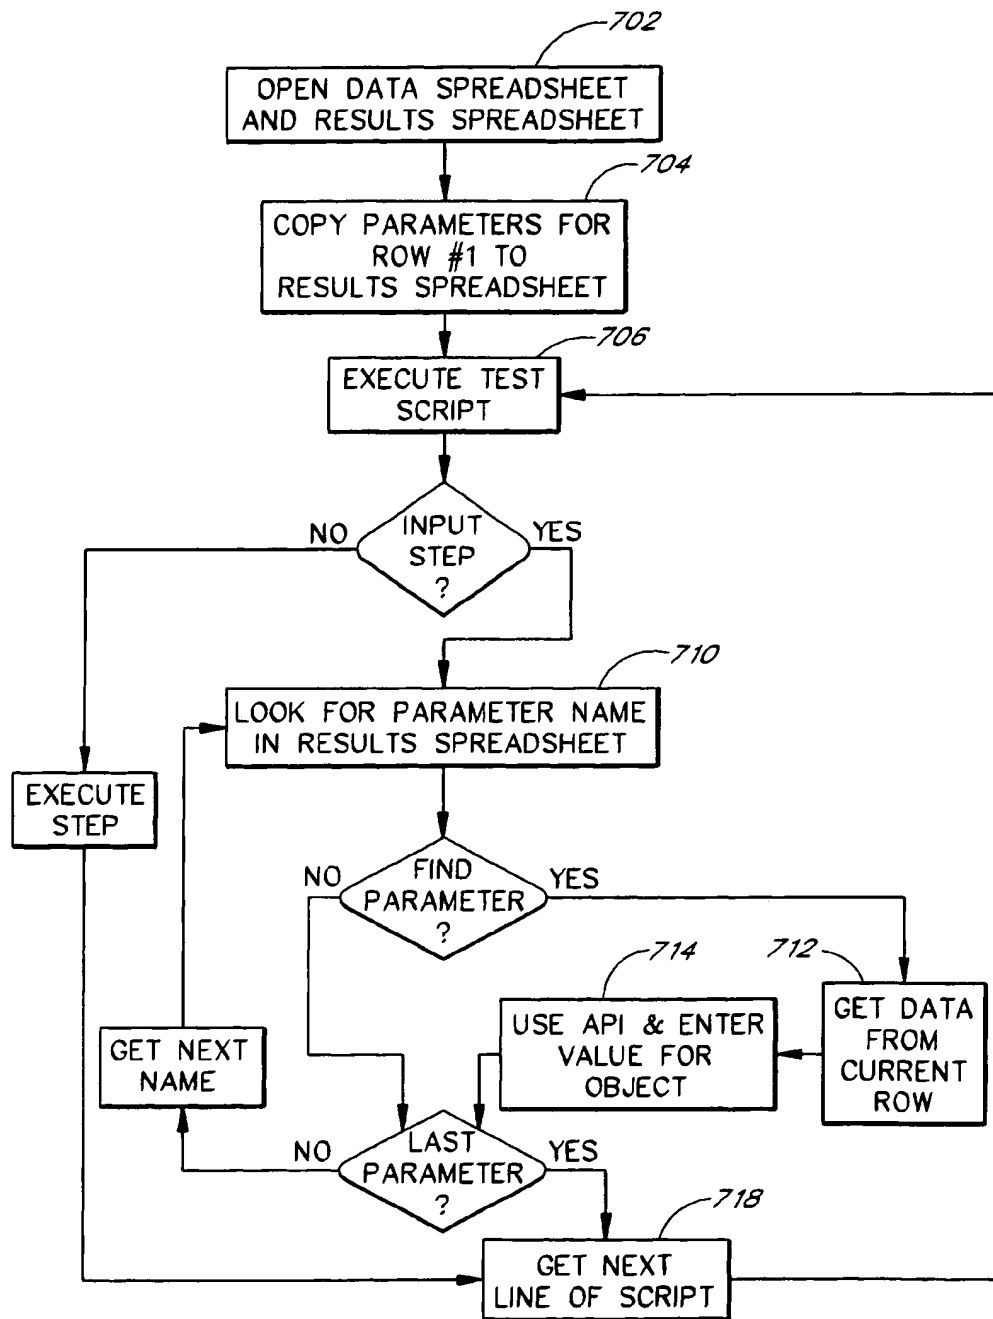 702
OPEN DATA SPREADSHEET
AND RESULTS SPREADSHEET
704
COPY PARAMETERS FOR
ROW #1 TO
RESULTS SPREADSHEET
706
EXECUTE TEST
SCRIPT
NO
INPUT
STEP
?
YES
710
LOOK FOR PARAMETER NAME
IN RESULTS SPREADSHEET
EXECUTE
STEP
NO
FIND
PARAMETER
?
YES
714
712
USE API & ENTER
VALUE FOR
OBJECT
GET DATA
FROM
CURRENT
ROW
GET NEXT
NAME
NO
LAST
PARAMETER
?
YES
718
GET NEXT
LINE OF SCRIPT